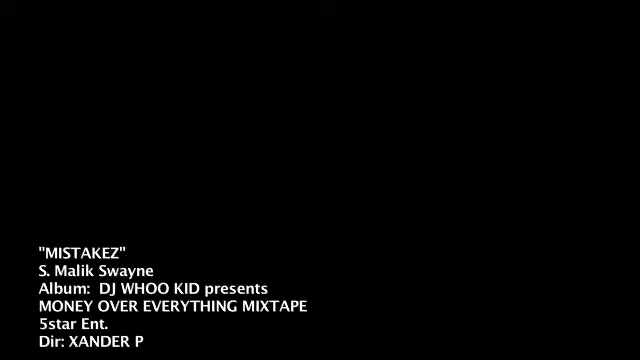 "MISTAKEZ"
S. Malik Swayne
Album:  DJ WHOO KID presents
MONEY OVER EVERYTHING MIXTAPE
5star Ent.
Dir: XANDER P